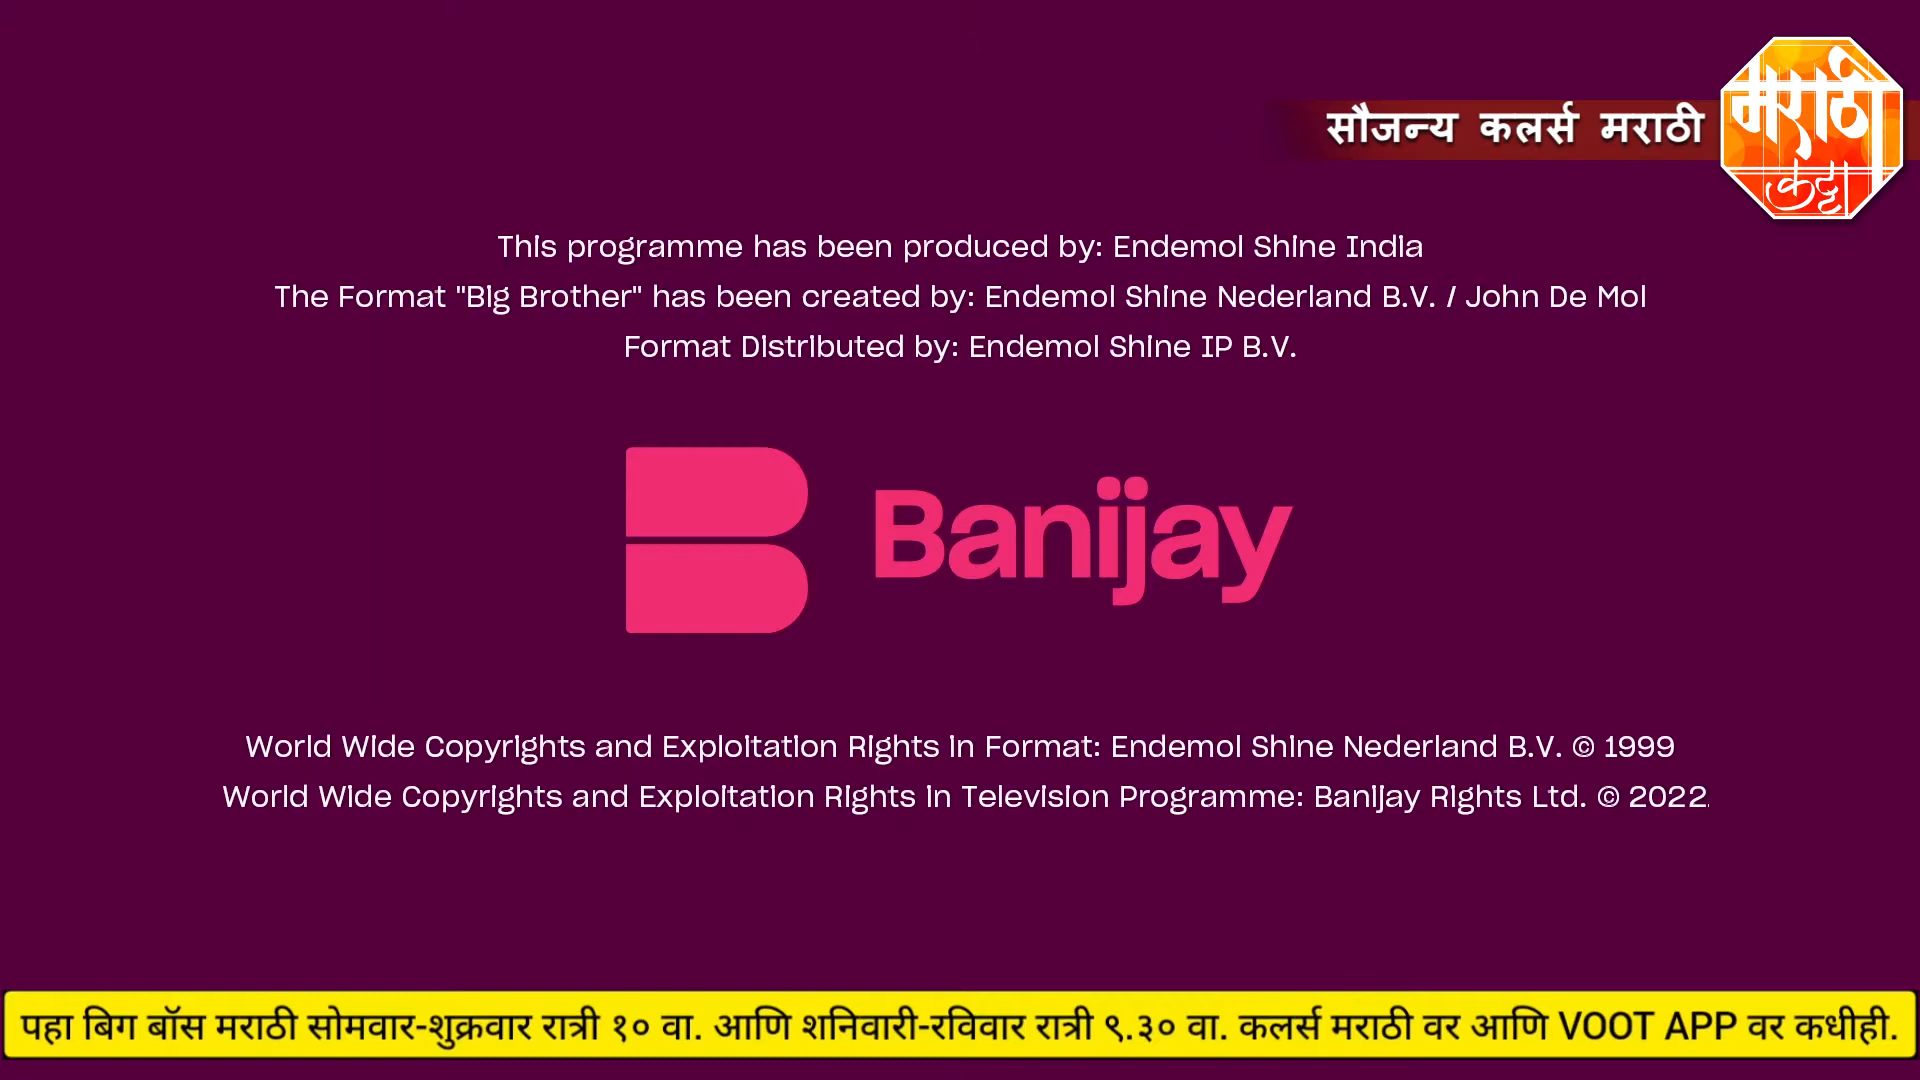 सौजन्य कलर्स मराठी
मराठी
कट्टा
This programme has been produced by: Endemol Shine India
The Format "Big Brother" has been created by: Endemol Shine Nederland B.V. / John De Mol
Format Distributed by: Endemol Shine IP B.V.
Banijay
World Wide Copyrights and Exploitation Rights in Format: Endemol Shine Nederland B.V. © 1999
World Wide Copyrights and Exploitation Rights in Television Programme: Banijay Rights Ltd. © 2022.
पहा बिग बॉस मराठी सोमवार-शुक्रवार रात्री १० वा. आणि शनिवारी-रविवार रात्री ९.३० वा. कलर्स मराठी वर आणि VOOT APP वर कधीही.